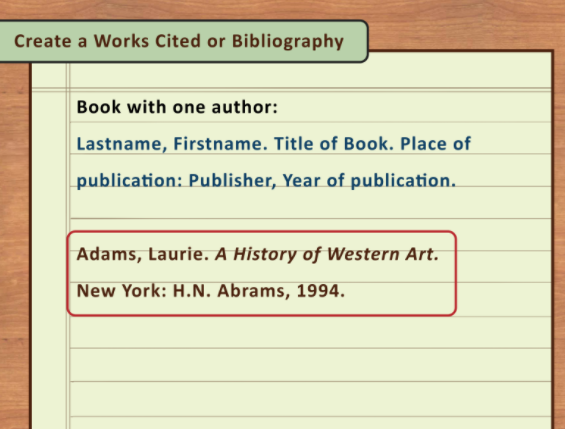 Create a Works Cited or Bibliography
Book with one author:
Lastname, Firstname. Title of Book. Place of
publication: Publisher, Year of publication.
Adams, Laurie. A History of Western Art.
New York: H.N. Abrams, 1994.